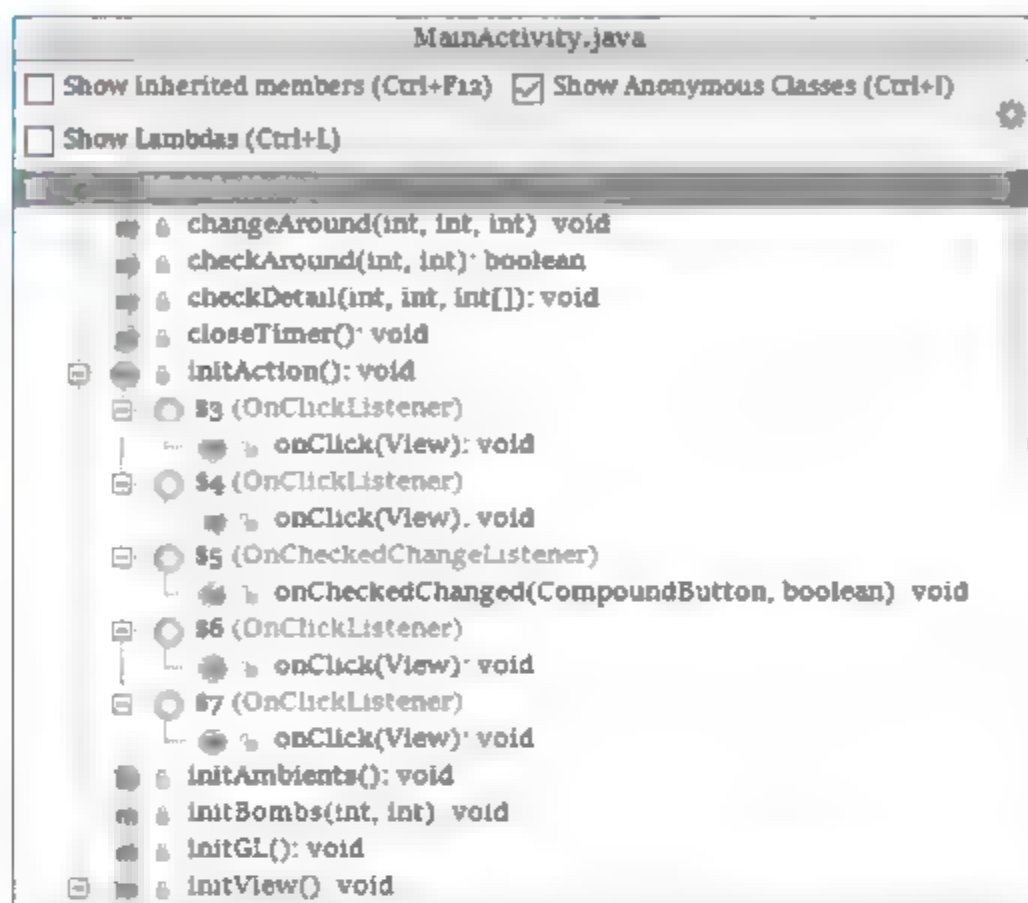 MainActivity.java
Show inherited members (Ctrl+F12) Show Anonymous Classes (Ctrl+I)
Show Lambdas (Ctrl+L)
changeAround(int, int, int) void
checkAround(int, int): boolean
checkDetail(int, int, int[]): void
closeTimer(): void
initAction(): void
$3 (OnClickListener)
onClick(View): void
$4 (OnClickListener)
onClick(View): void
$5 (OnCheckedChangeListener)
onCheckedChanged(CompoundButton, boolean) void
$6 (OnClickListener)
onClick(View): void
$7 (OnClickListener)
onClick(View): void
initAmbients(): void
initBombs(int, int) void
initGL(): void
initView() void